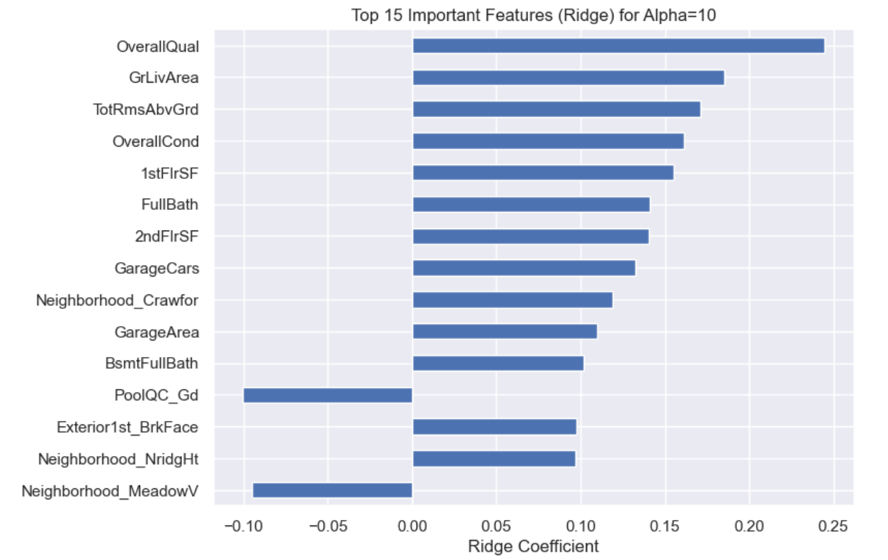 Top 15 Important Features (Ridge) for Alpha=10
OverallQual
GrLivArea
TotRmsAbvGrd
OverallCond
1stFlrSF
FullBath
2ndFlrSF
GarageCars
Neighborhood_Crawfor
GarageArea
BsmtFullBath
PoolQC_Gd
Exterior1st_BrkFace
Neighborhood_NridgHt
Neighborhood_MeadowV
−0.10 −0.05 0.00 0.05 0.10 0.15 0.20 0.25
Ridge Coefficient